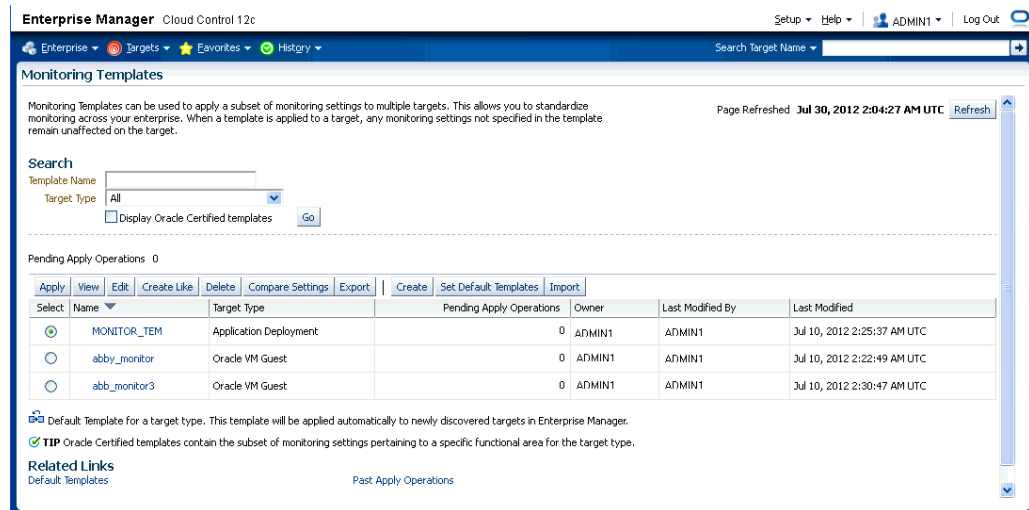 Enterprise Manager Cloud Control 12c
Setup Help ADMIN1 Log Out
Enterprise Targets Favorites History
Search Target Name
Monitoring Templates
Monitoring Templates can be used to apply a subset of monitoring settings to multiple targets. This allows you to standardize
monitoring across your enterprise. When a template is applied to a target, any monitoring settings not specified in the template
remain unaffected on the target.
Page Refreshed Jul 30, 2012 2:04:27 AM UTC Refresh
Search
Template Name
Target Type All
Display Oracle Certified templates Go
Pending Apply Operations 0
Apply View Edit Create Like Delete Compare Settings Export | Create Set Default Templates Import
Select Name Target Type Pending Apply Operations Owner Last Modified By Last Modified
MONITOR_TEM Application Deployment 0 ADMIN1 ADMIN1 Jul 10, 2012 2:25:37 AM UTC
abby_monitor Oracle VM Guest 0 ADMIN1 ADMIN1 Jul 10, 2012 2:22:49 AM UTC
abb_monitor3 Oracle VM Guest 0 ADMIN1 ADMIN1 Jul 10, 2012 2:30:47 AM UTC
Default Template for a target type. This template will be applied automatically to newly discovered targets in Enterprise Manager.
TIP Oracle Certified templates contain the subset of monitoring settings pertaining to a specific functional area for the target type.
Related Links
Default Templates Past Apply Operations